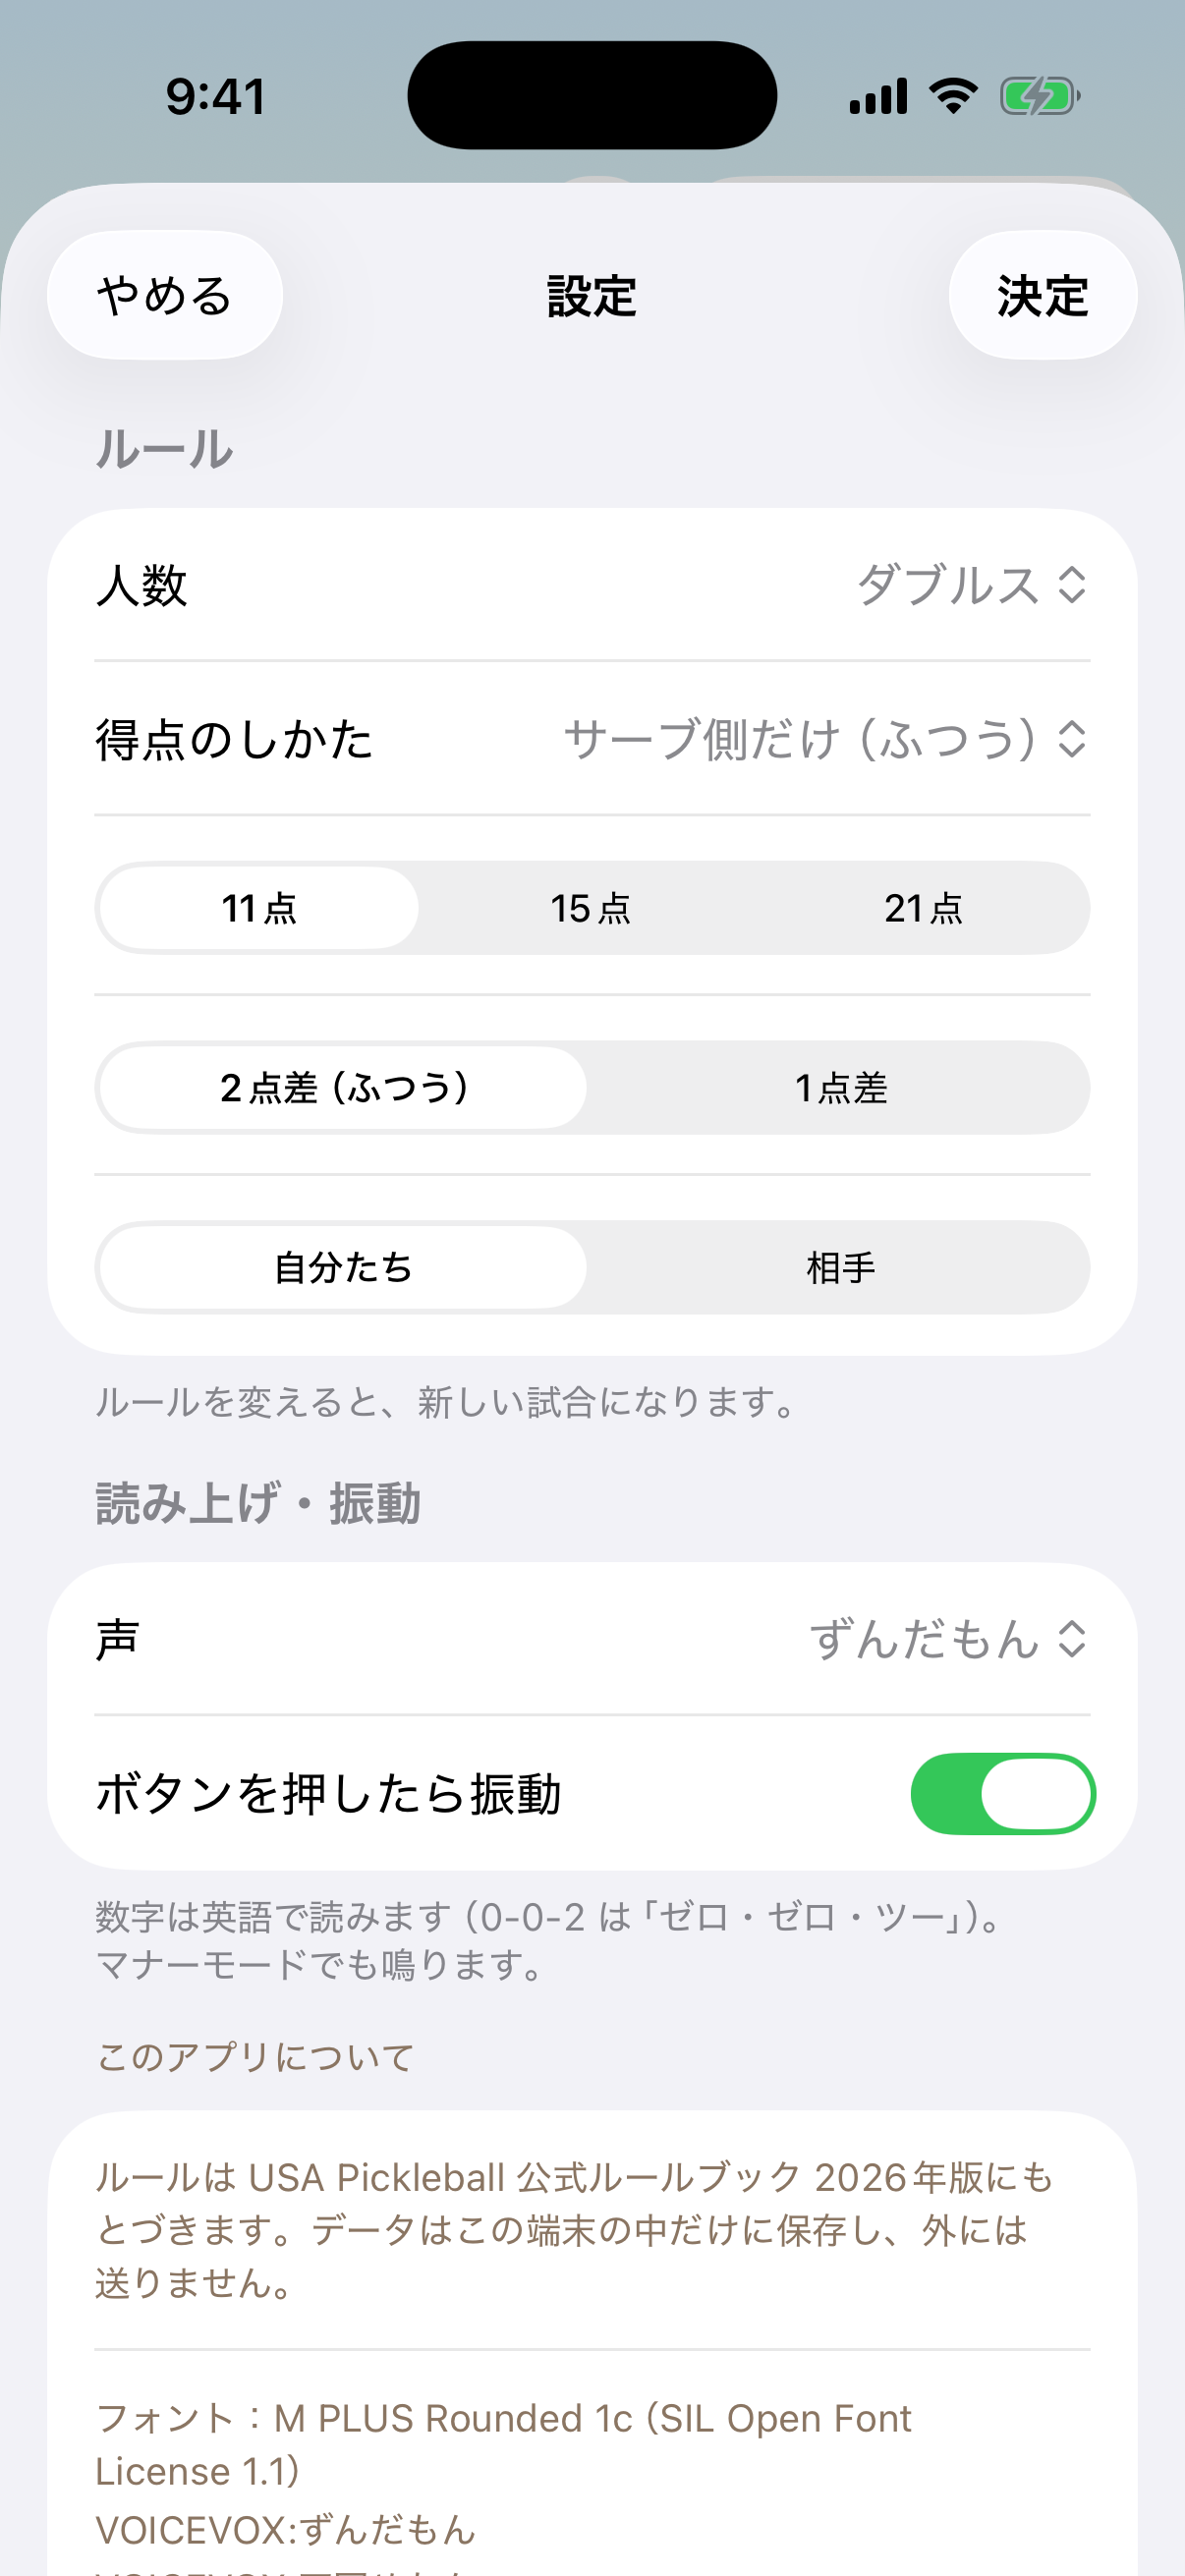 9:41
やめる
設定
決定
ルール
人数
ダブルス
得点のしかた
サーブ側だけ（ふつう）
11点
15点
21点
2点差（ふつう）
1点差
自分たち
相手
ルールを変えると、新しい試合になります。
読み上げ・振動
声
ずんだもん
ボタンを押したら振動
数字は英語で読みます（0-0-2 は「ゼロ・ゼロ・ツー」）。
マナーモードでも鳴ります。
このアプリについて
ルールは USA Pickleball 公式ルールブック 2026年版にも
とづきます。データはこの端末の中だけに保存し、外には
送りません。
フォント：M PLUS Rounded 1c (SIL Open Font
License 1.1)
VOICEVOX:ずんだもん